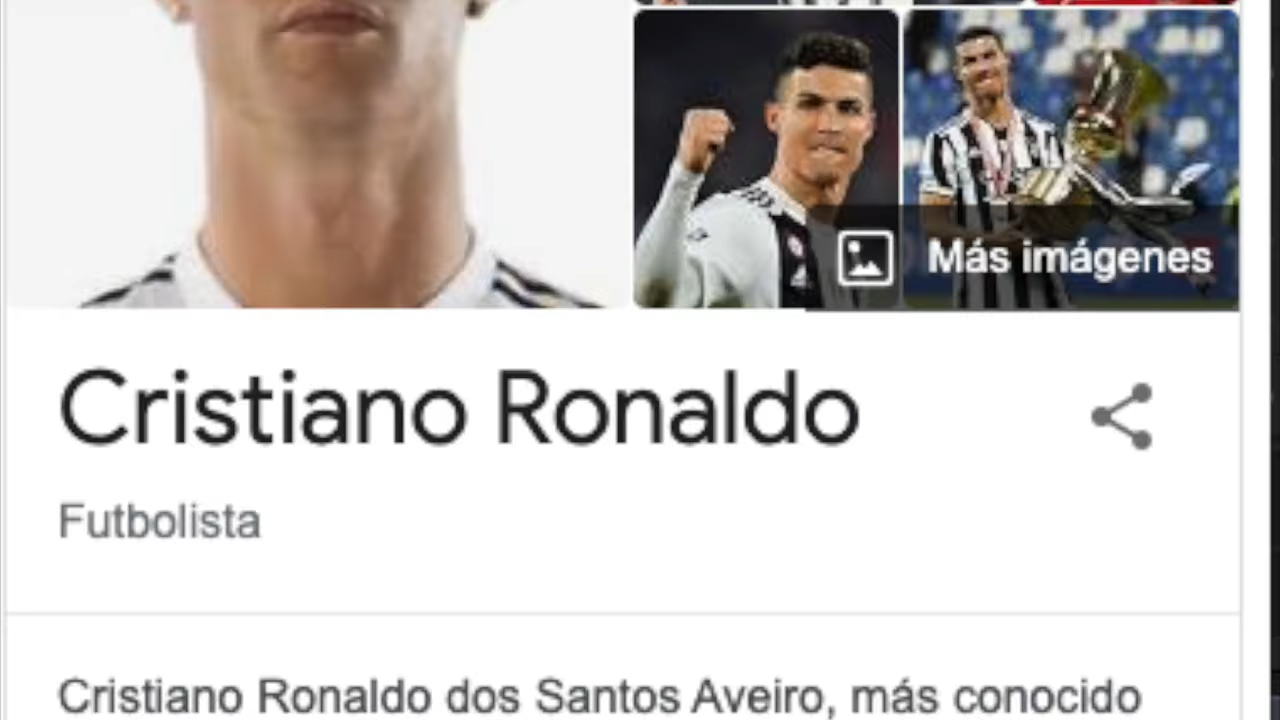 Más imágenes
Cristiano Ronaldo
Futbolista
Cristiano Ronaldo dos Santos Aveiro, más conocido